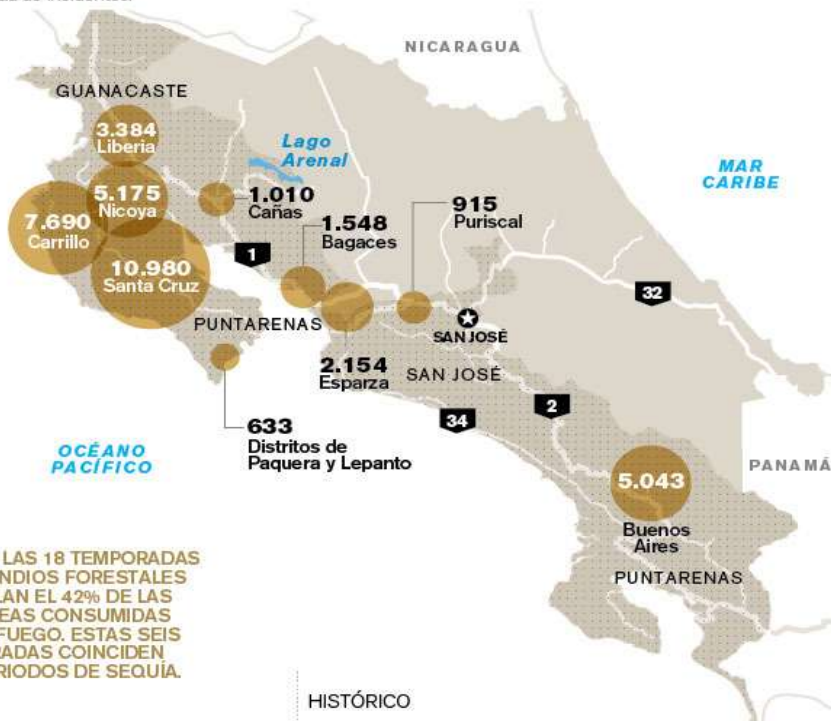 NICARAGUA
GUANACASTE
3.384
Liberia
Lago
Arenal
MAR
CARIBE
5.175
Nicoya
1.010
Cañas
915
Puriscal
7.690
Carrillo
1.548
Bagaces
1
10.980
Santa Cruz
32
PUNTARENAS
SAN JOSÉ
2.154
Esparza
SAN JOSÉ
2
34
633
Distritos de
Paquera y Lepanto
OCÉANO
PACÍFICO
PANAMÁ
5.043
Buenos
Aires
PUNTARENAS
LAS 18 TEMPORADAS
NDIOS FORESTALES
LAN EL 42% DE LAS
EAS CONSUMIDAS
FUEGO. ESTAS SEIS
RADAS COINCIDEN
RIODOS DE SEQUÍA.
HISTÓRICO